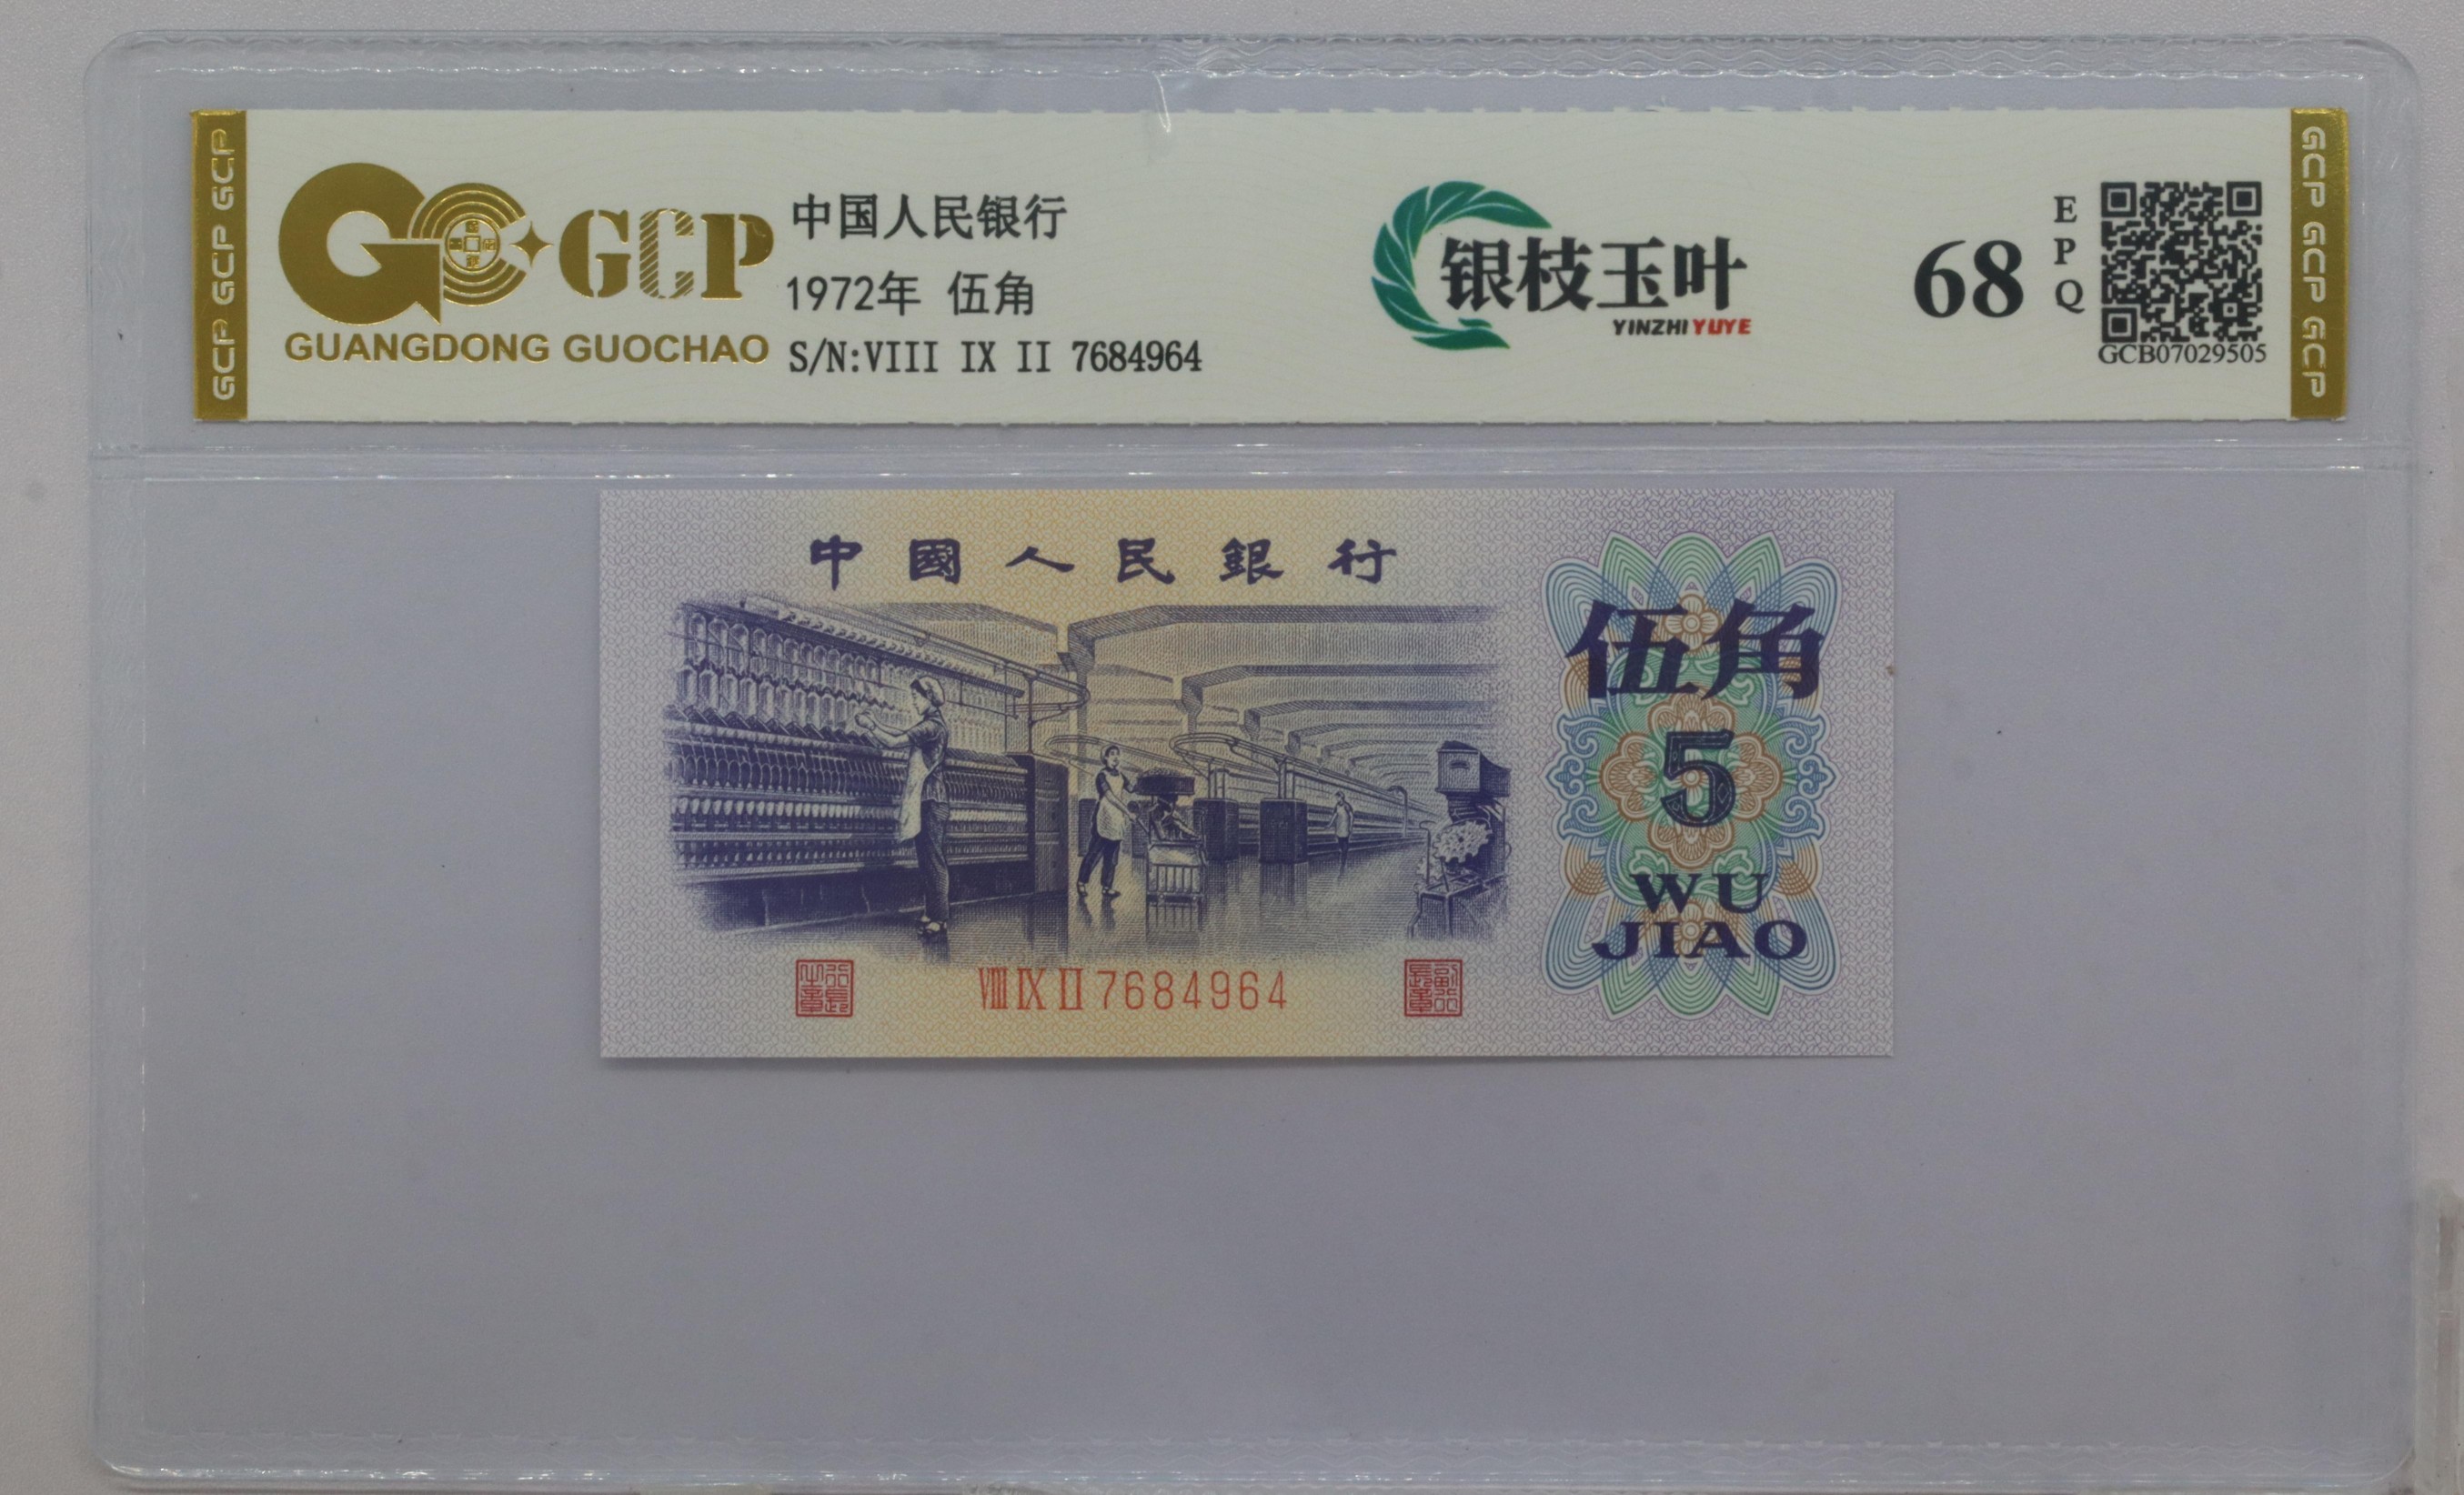 GCP GCP GCP
GCP
GUANGDONG GUOCHAO
中国人民银行
1972年 伍角
S/N:VIII IX II 7684964
银枝玉叶
YINZHI YUYE
68
EPQ
GCB07029505
GCP GCP GCP
中國人民銀行
伍角
5
WU
JIAO
VIII IX II 7684964